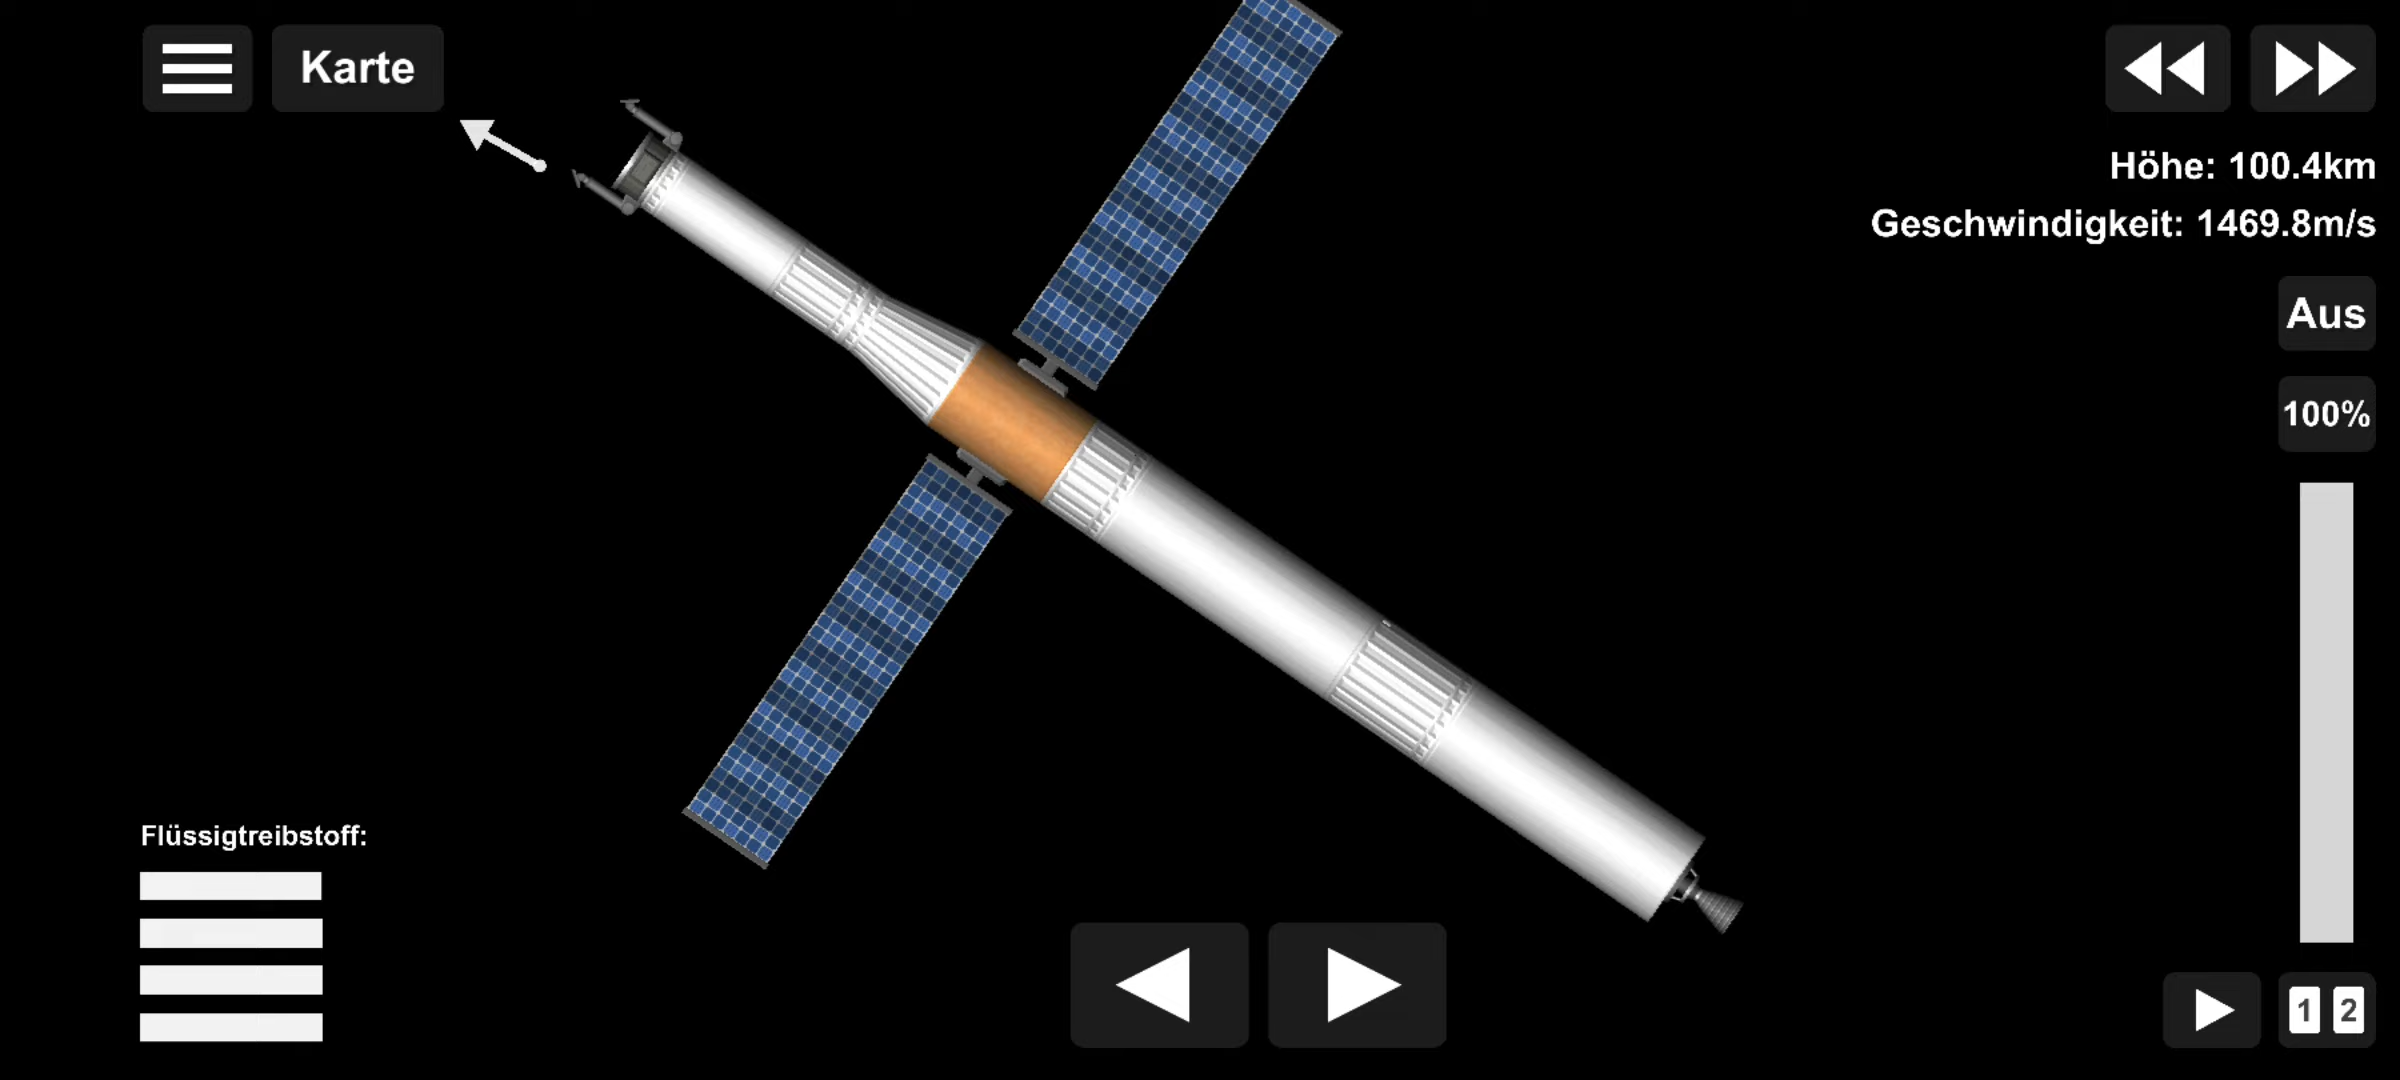 Karte
Höhe: 100.4km
Geschwindigkeit: 1469.8m/s
Aus
100%
Flüssigtreibstoff:
1 2